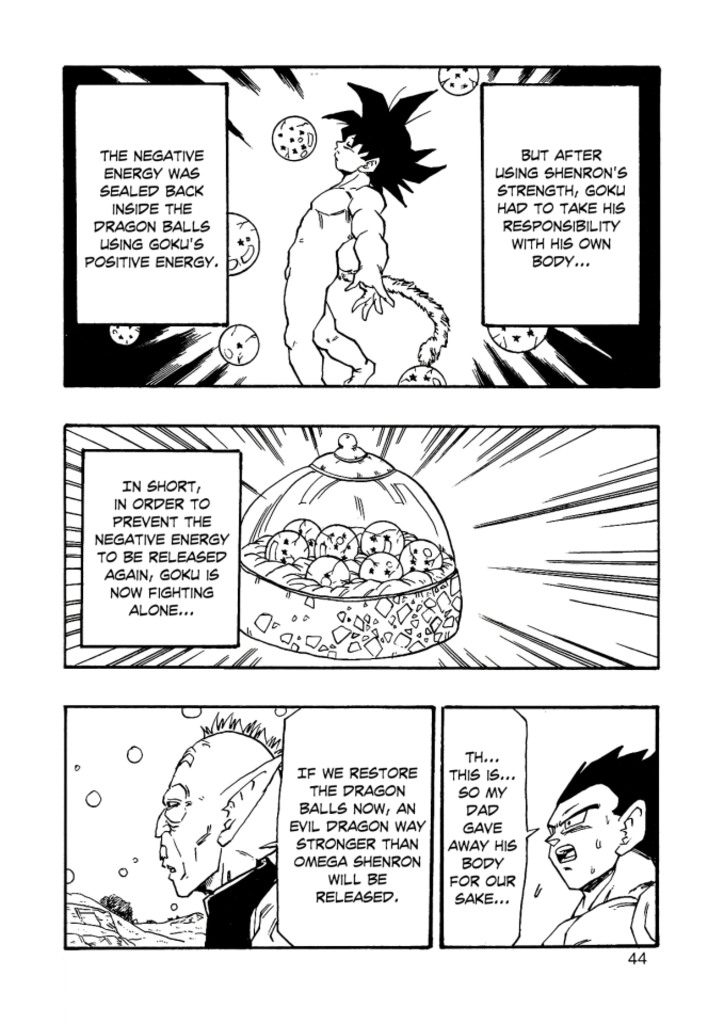 BUT AFTER
USING SHENRON'S
STRENGTH, GOKU
HAD TO TAKE HIS
RESPONSIBILITY
WITH HIS OWN
BODY...
THE NEGATIVE
ENERGY WAS
SEALED BACK
INSIDE THE
DRAGON BALLS
USING GOKU'S
POSITIVE ENERGY.
IN SHORT,
IN ORDER TO
PREVENT THE
NEGATIVE ENERGY
TO BE RELEASED
AGAIN, GOKU IS
NOW FIGHTING
ALONE...
TH...
THIS IS...
SO MY
DAD
GAVE
AWAY HIS
BODY
FOR OUR
SAKE...
IF WE RESTORE
THE DRAGON
BALLS NOW, AN
EVIL DRAGON WAY
STRONGER THAN
OMEGA SHENRON
WILL BE
RELEASED.
44